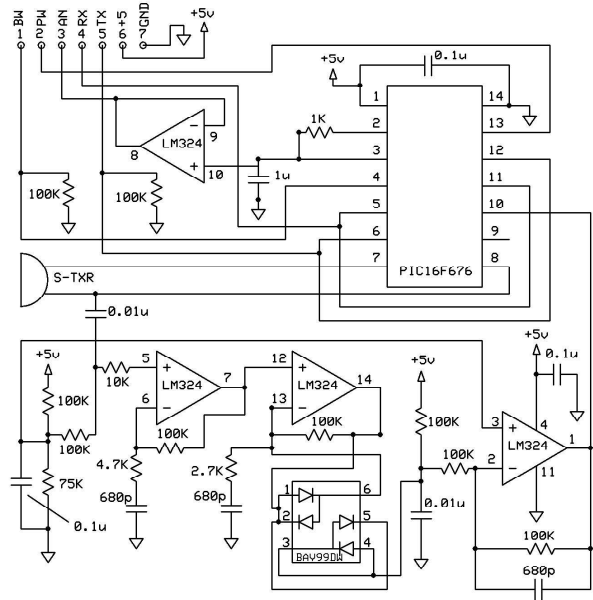 BW PW AN RX TX +5 GND
1 2 3 4 5 6 7
+5v
+5v
0.1u
1 14
1K 2 13
LM324 9
8 3 12
+ 10 1u 4 11
100K 100K
5 10
6 9
7 8
PIC16F676
S-TXR
0.01u
+5v
+5v 0.1u
5 7 12 14
+ LM324 + LM324 +5v
10K
100K 6 13 3 4
100K 100K 100K 100K + LM324 1
100K 2 11
4.7K 2.7K
75K
680p 680p 0.01u
1 6
2 5
0.1u
3 4
BAV99DW
100K
680p